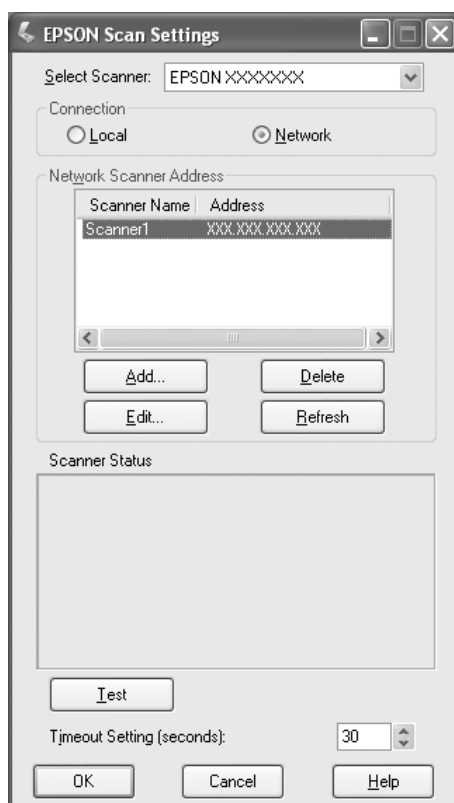 EPSON Scan Settings
Select Scanner: EPSON XXXXXXX
Connection
Local Network
Network Scanner Address
Scanner Name Address
Scanner1 XXX.XXX.XXX.XXX
Add... Delete
Edit... Refresh
Scanner Status
Test
Timeout Setting (seconds): 30
OK Cancel Help